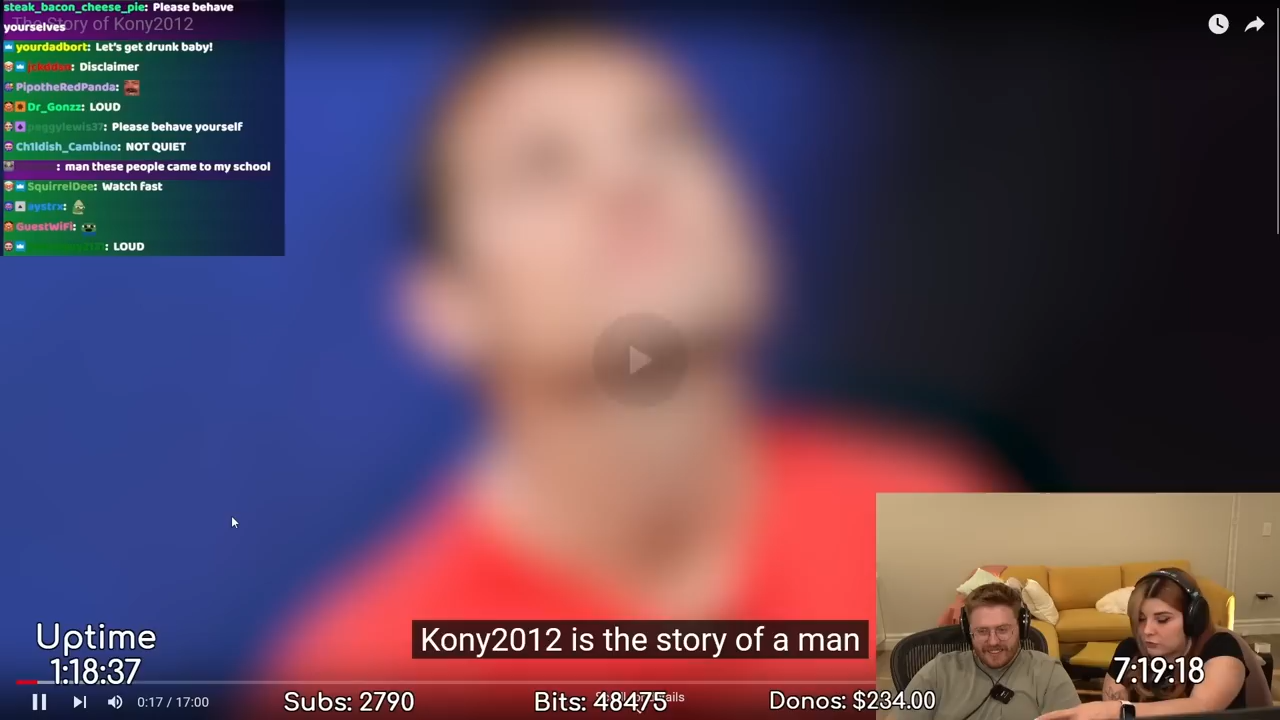 steak_bacon_cheese_pie: Please behave
yourselves
The Story of Kony2012
yourdadbort: Let's get drunk baby!
: Disclaimer
PipotheRedPanda:
Dr_Gonzz: LOUD
peggylewis37: Please behave yourself
Ch1ldish_Cambino: NOT QUIET
: man these people came to my school
SquirrelDee: Watch fast
aystrx:
GuestWiFi:
: LOUD
Kony2012 is the story of a man
Uptime
1:18:37
7:19:18
0:17 / 17:00
Subs: 2790
Bits: 48475
Donos: $234.00